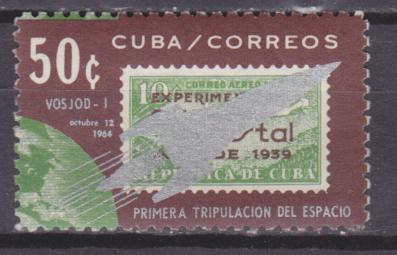 50¢ CUBA/CORREOS
VOSJOD-I
octubre 12
1964
10 CORREO AEREO
EXPERIMEN
stal
DE 1939
REPUBLICA DE CUBA
PRIMERA TRIPULACION DEL ESPACIO